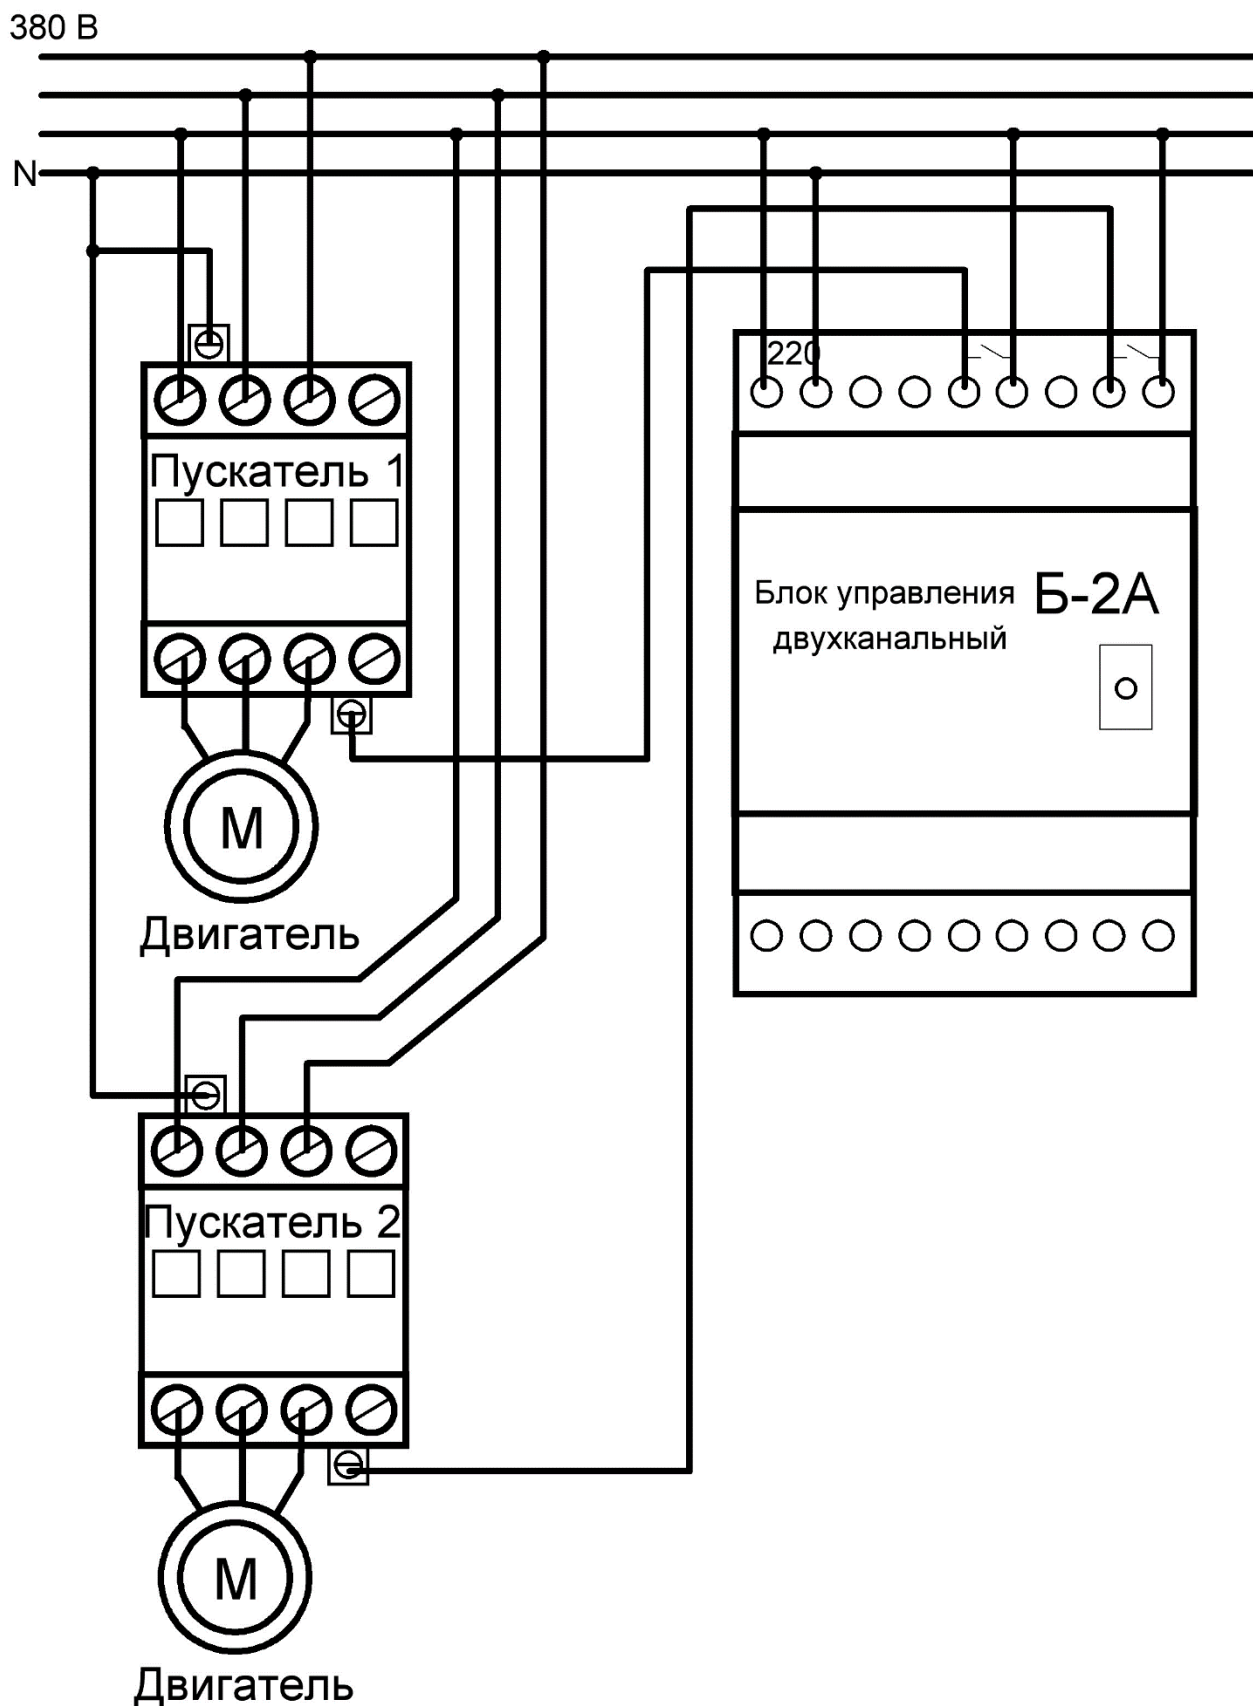 380 В
N
220
Пускатель 1
Блок управления Б-2А
двухканальный
М
Двигатель
Пускатель 2
М
Двигатель